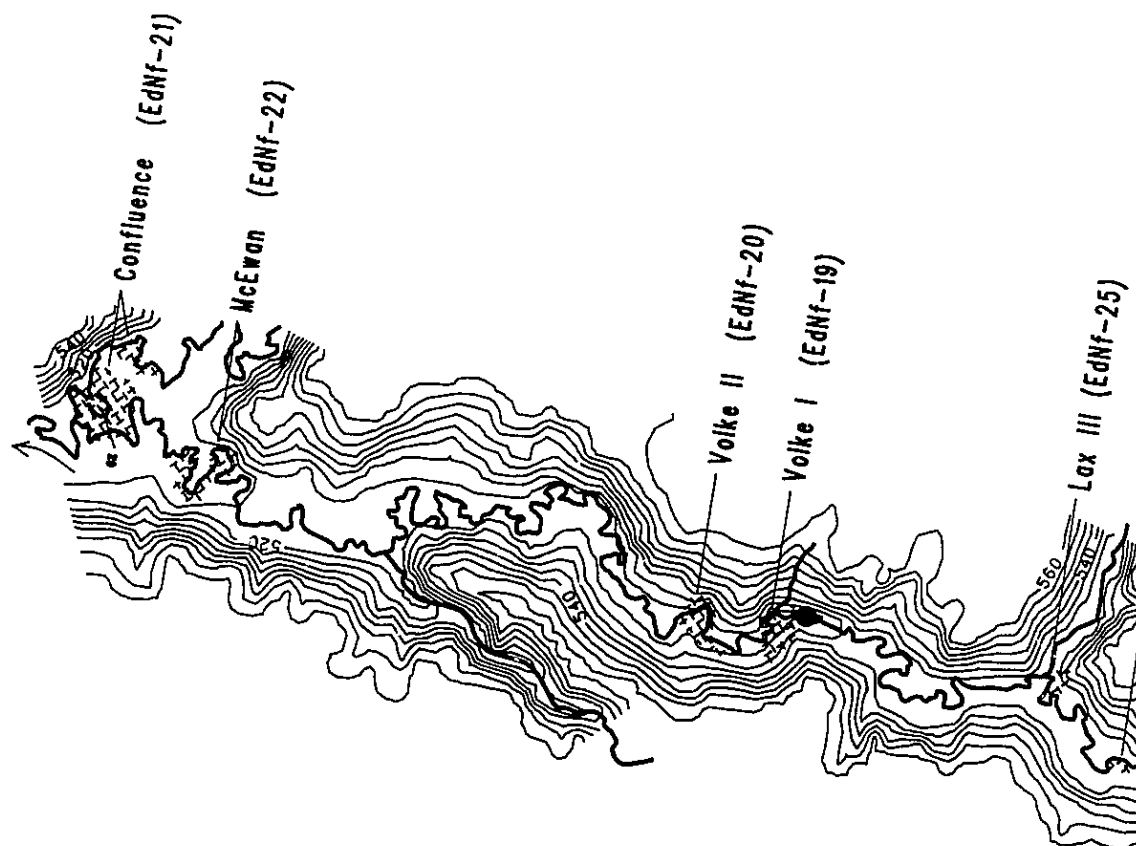 Confluence (EdNf-21)
McEwan (EdNf-22)
540
520
Volke II (EdNf-20)
Volke I (EdNf-19)
540
Lax III (EdNf-25)
560
540